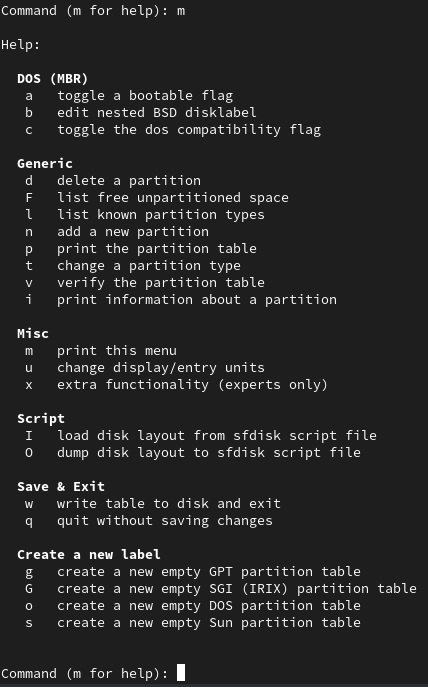 Command (m for help): m
Help:
DOS (MBR)
a toggle a bootable flag
b edit nested BSD disklabel
c toggle the dos compatibility flag
Generic
d delete a partition
F list free unpartitioned space
l list known partition types
n add a new partition
p print the partition table
t change a partition type
v verify the partition table
i print information about a partition
Misc
m print this menu
u change display/entry units
x extra functionality (experts only)
Script
I load disk layout from sfdisk script file
O dump disk layout to sfdisk script file
Save & Exit
w write table to disk and exit
q quit without saving changes
Create a new label
g create a new empty GPT partition table
G create a new empty SGI (IRIX) partition table
o create a new empty DOS partition table
s create a new empty Sun partition table
Command (m for help):